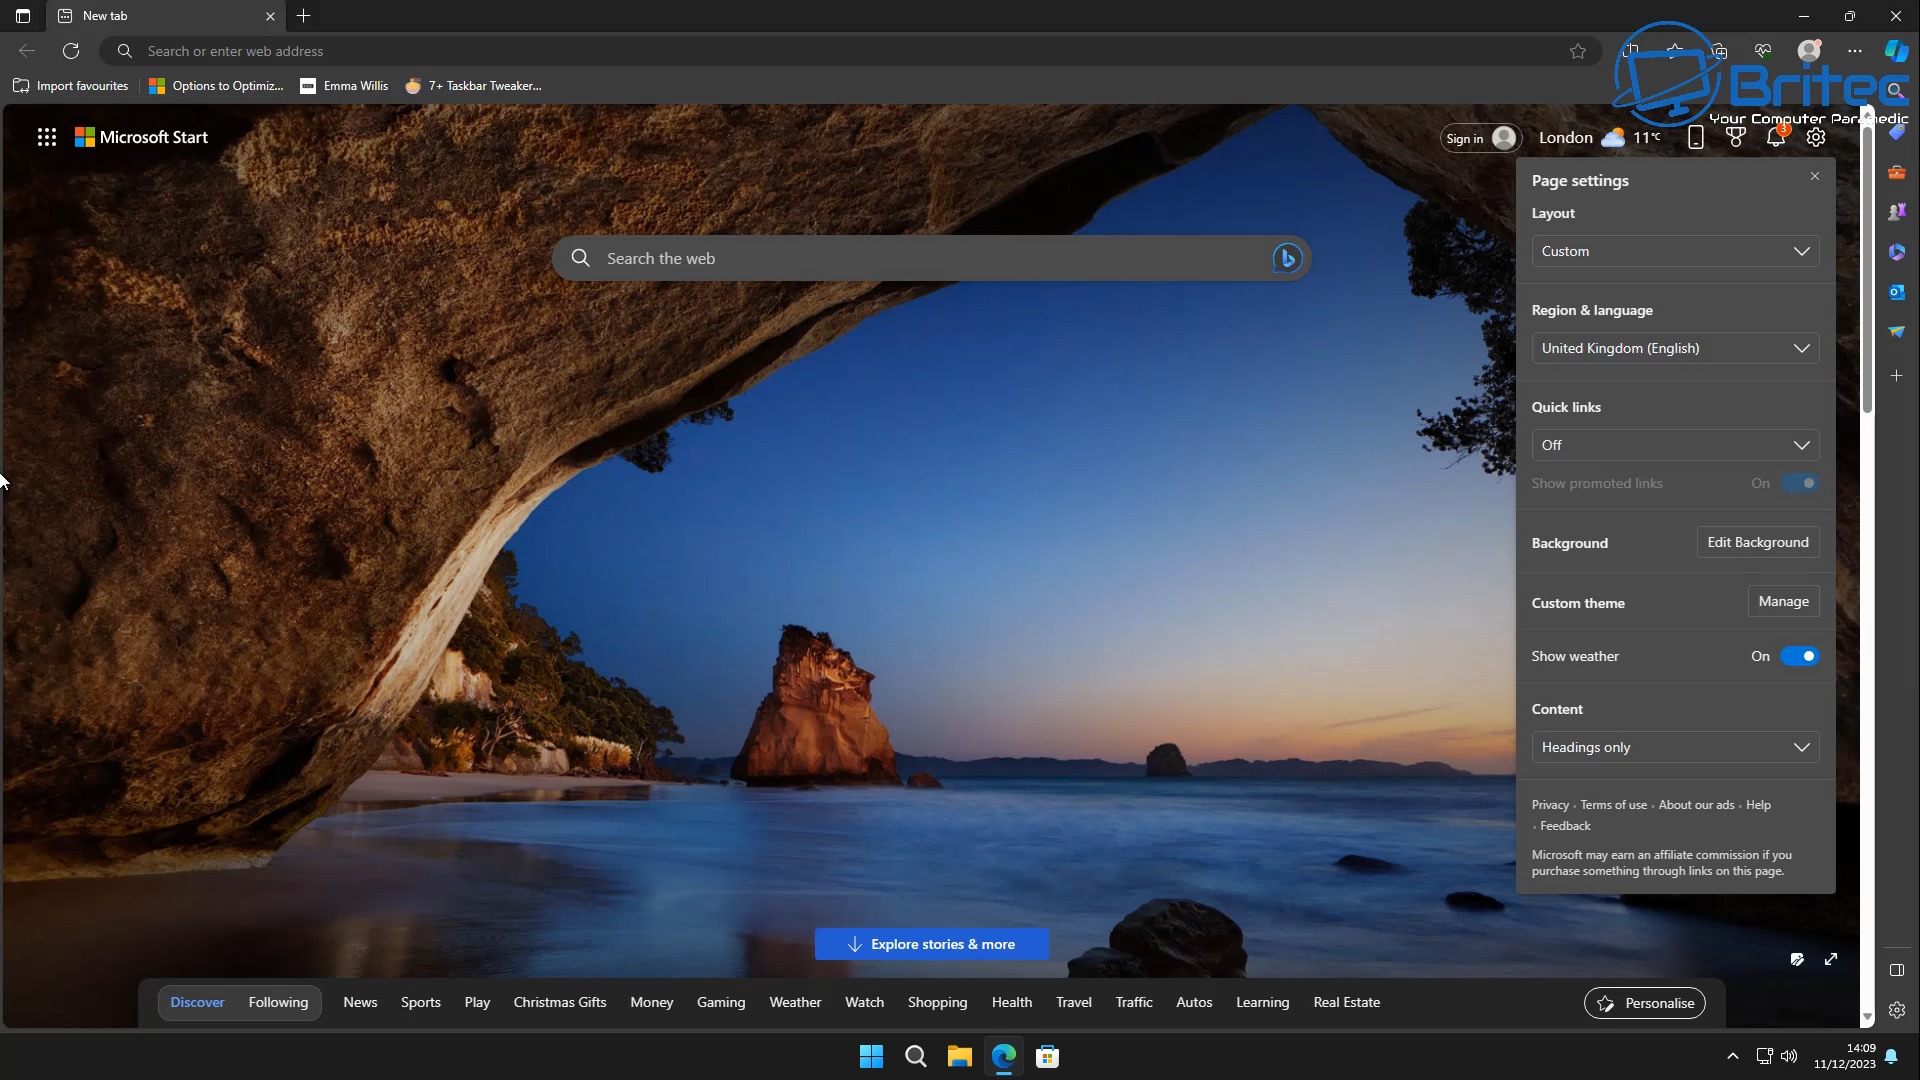 New tab
Search or enter web address
Import favourites
Options to Optimiz...
Emma Willis
7+ Taskbar Tweaker...
Britec
Your Computer Paramedic
Microsoft Start
Sign in
London
11°C
3
Page settings
Layout
Custom
Search the web
Region & language
United Kingdom (English)
Quick links
Off
Show promoted links On
Background Edit Background
Custom theme Manage
Show weather On
Content
Headings only
Privacy · Terms of use · About our ads · Help
· Feedback
Microsoft may earn an affiliate commission if you
purchase something through links on this page.
Explore stories & more
Discover Following News Sports Play Christmas Gifts Money Gaming Weather Watch Shopping Health Travel Traffic Autos Learning Real Estate Personalise
14:09
11/12/2023